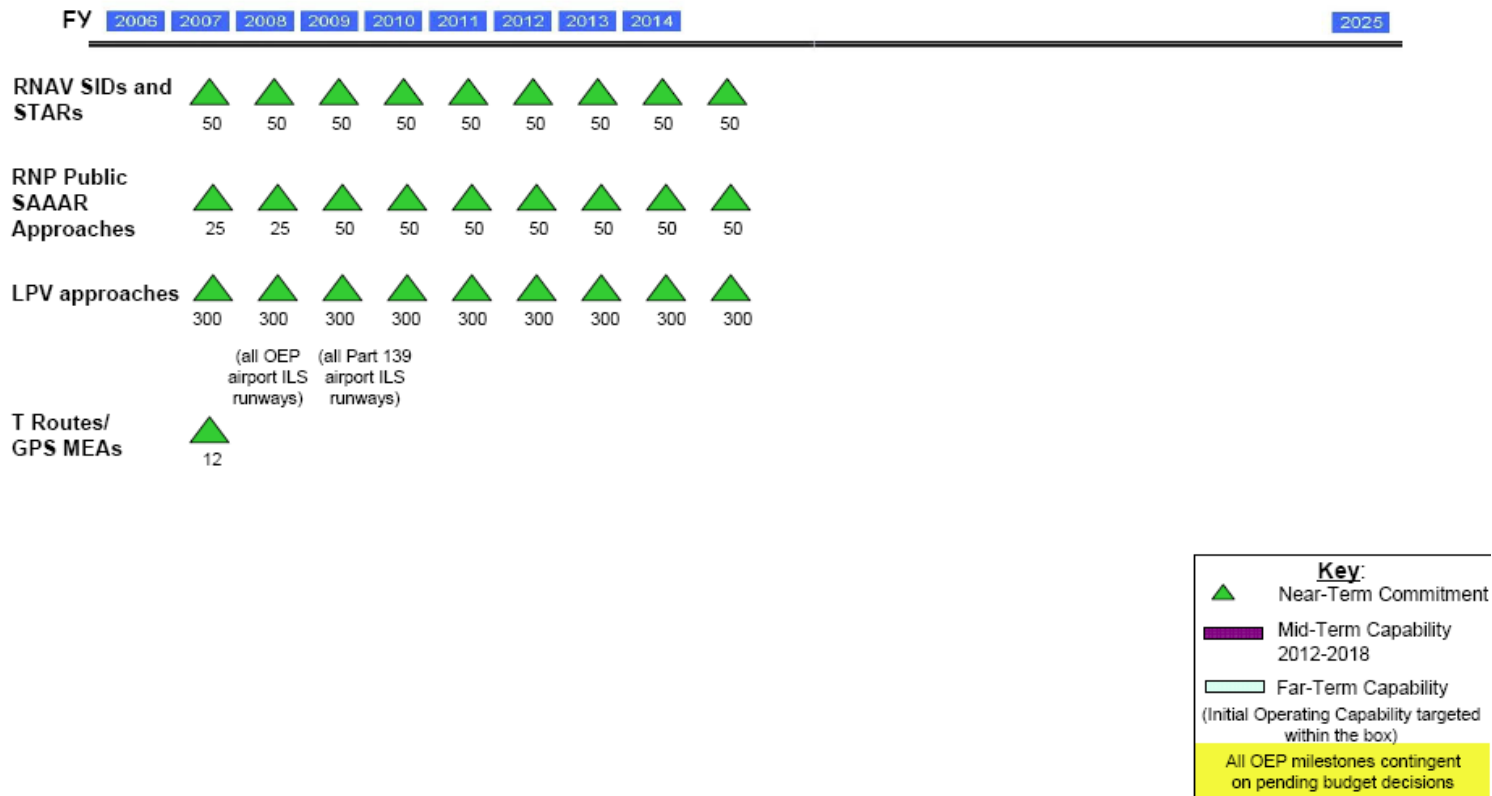 FY 2006 2007 2008 2009 2010 2011 2012 2013 2014 2025
RNAV SIDs and
STARs
50 50 50 50 50 50 50 50 50
RNP Public
SAAAR
Approaches
25 25 50 50 50 50 50 50 50
LPV approaches
300 300 300 300 300 300 300 300 300
(all OEP
airport ILS
runways)
(all Part 139
airport ILS
runways)
T Routes/
GPS MEAs
12
Key:
Near-Term Commitment
Mid-Term Capability
2012-2018
Far-Term Capability
(Initial Operating Capability targeted
within the box)
All OEP milestones contingent
on pending budget decisions